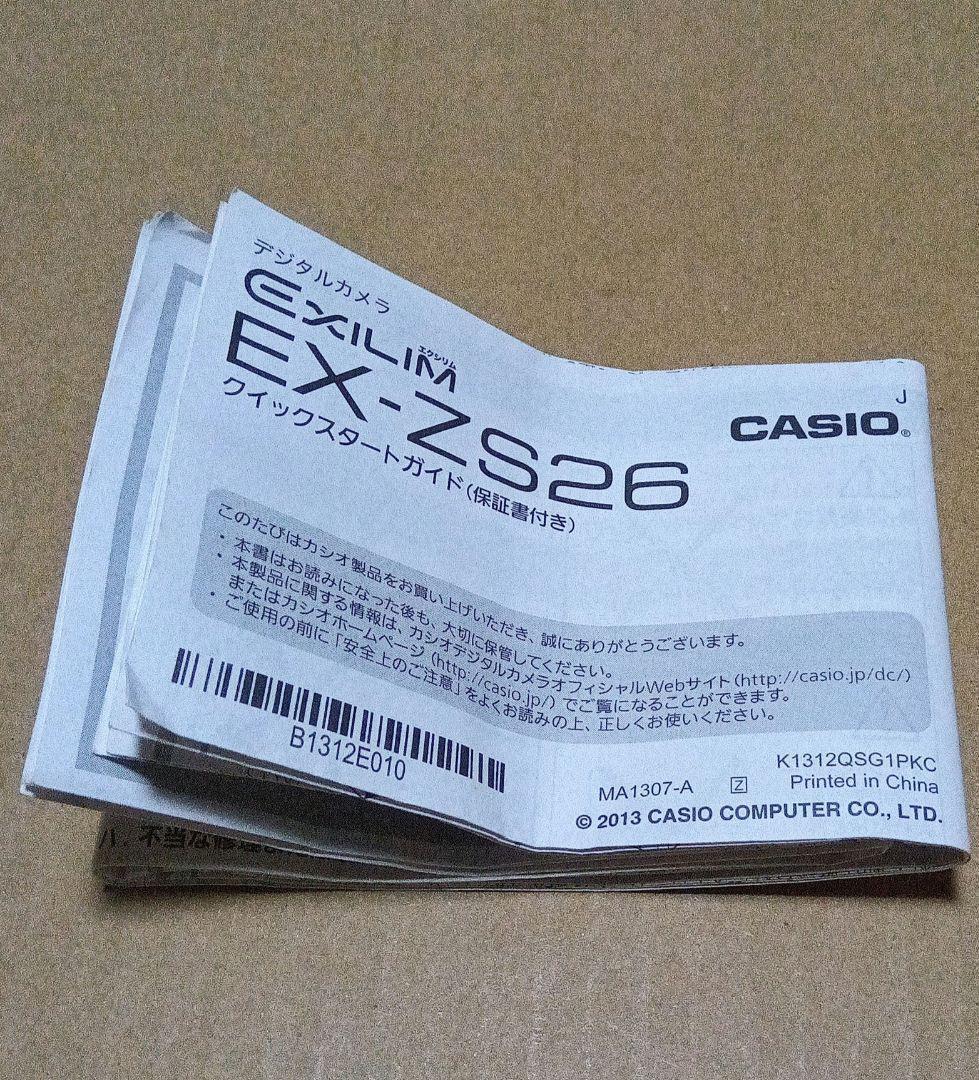 デジタルカメラ
EXILIM
エクシリム
EX-ZS26
クイックスタートガイド(保証書付き)
J
CASIO®
このたびはカシオ製品をお買い上げいただき、誠にありがとうございます。
・本書はお読みになった後も、大切に保管してください。
・本製品に関する情報は、カシオデジタルカメラオフィシャルWebサイト(http://casio.jp/dc/)
またはカシオホームページ(http://casio.jp/)でご覧になることができます。
・ご使用の前に「安全上のご注意」をよくお読みの上、正しくお使いください。
B1312E010
K1312QSG1PKC
MA1307-A Z Printed in China
© 2013 CASIO COMPUTER CO., LTD.
ハ. 不当な修理